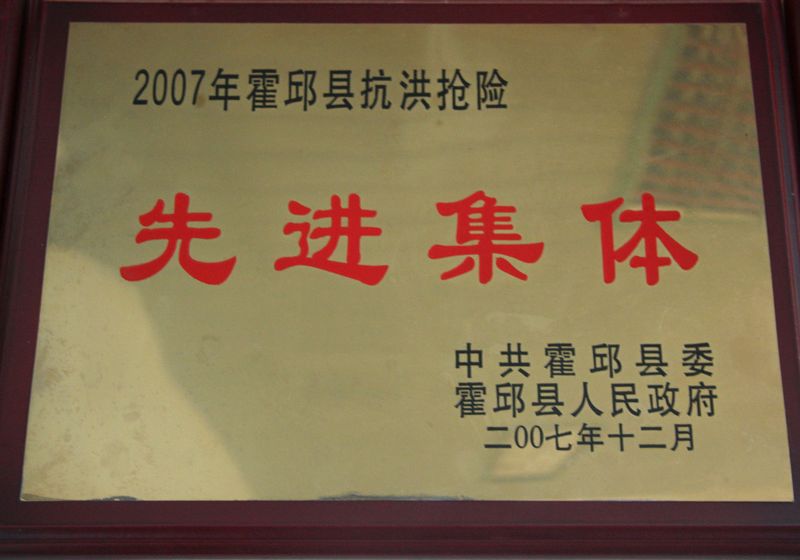 2007年霍邱县抗洪抢险
先进集体
中共霍邱县委
霍邱县人民政府
二00七年十二月